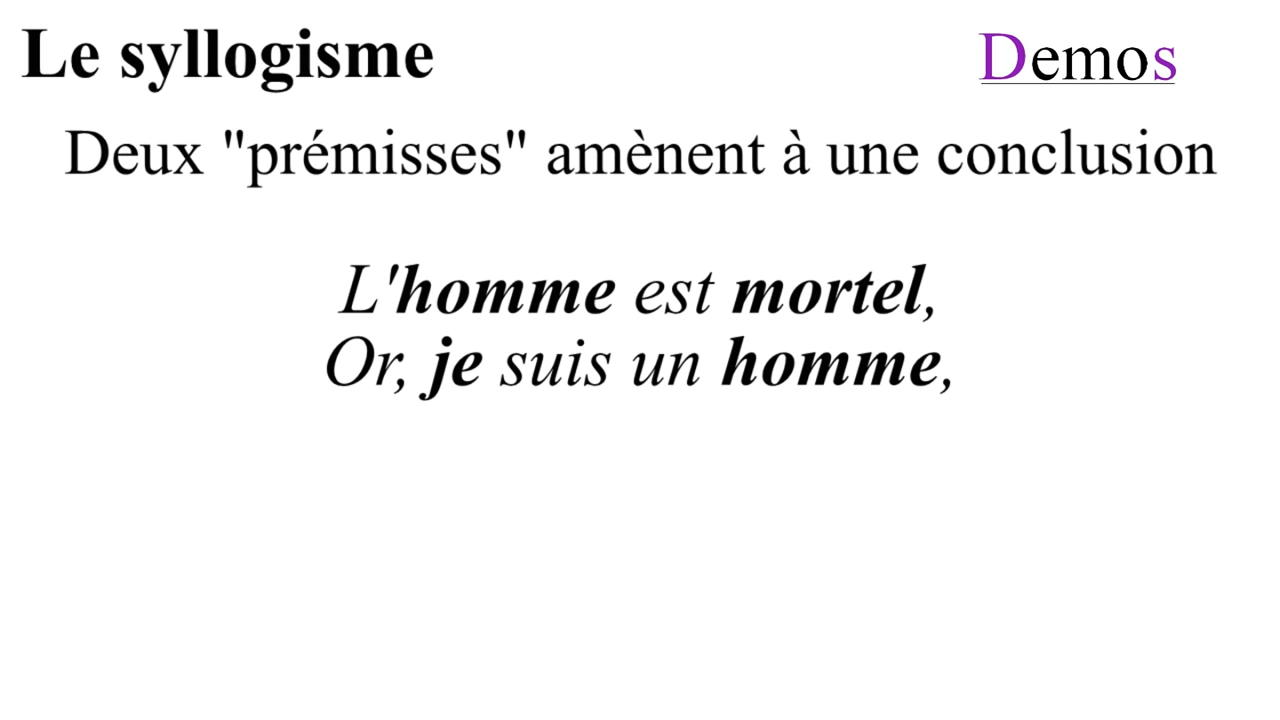 Le syllogisme
Demos
Deux "prémisses" amènent à une conclusion
L'homme est mortel,
Or, je suis un homme,